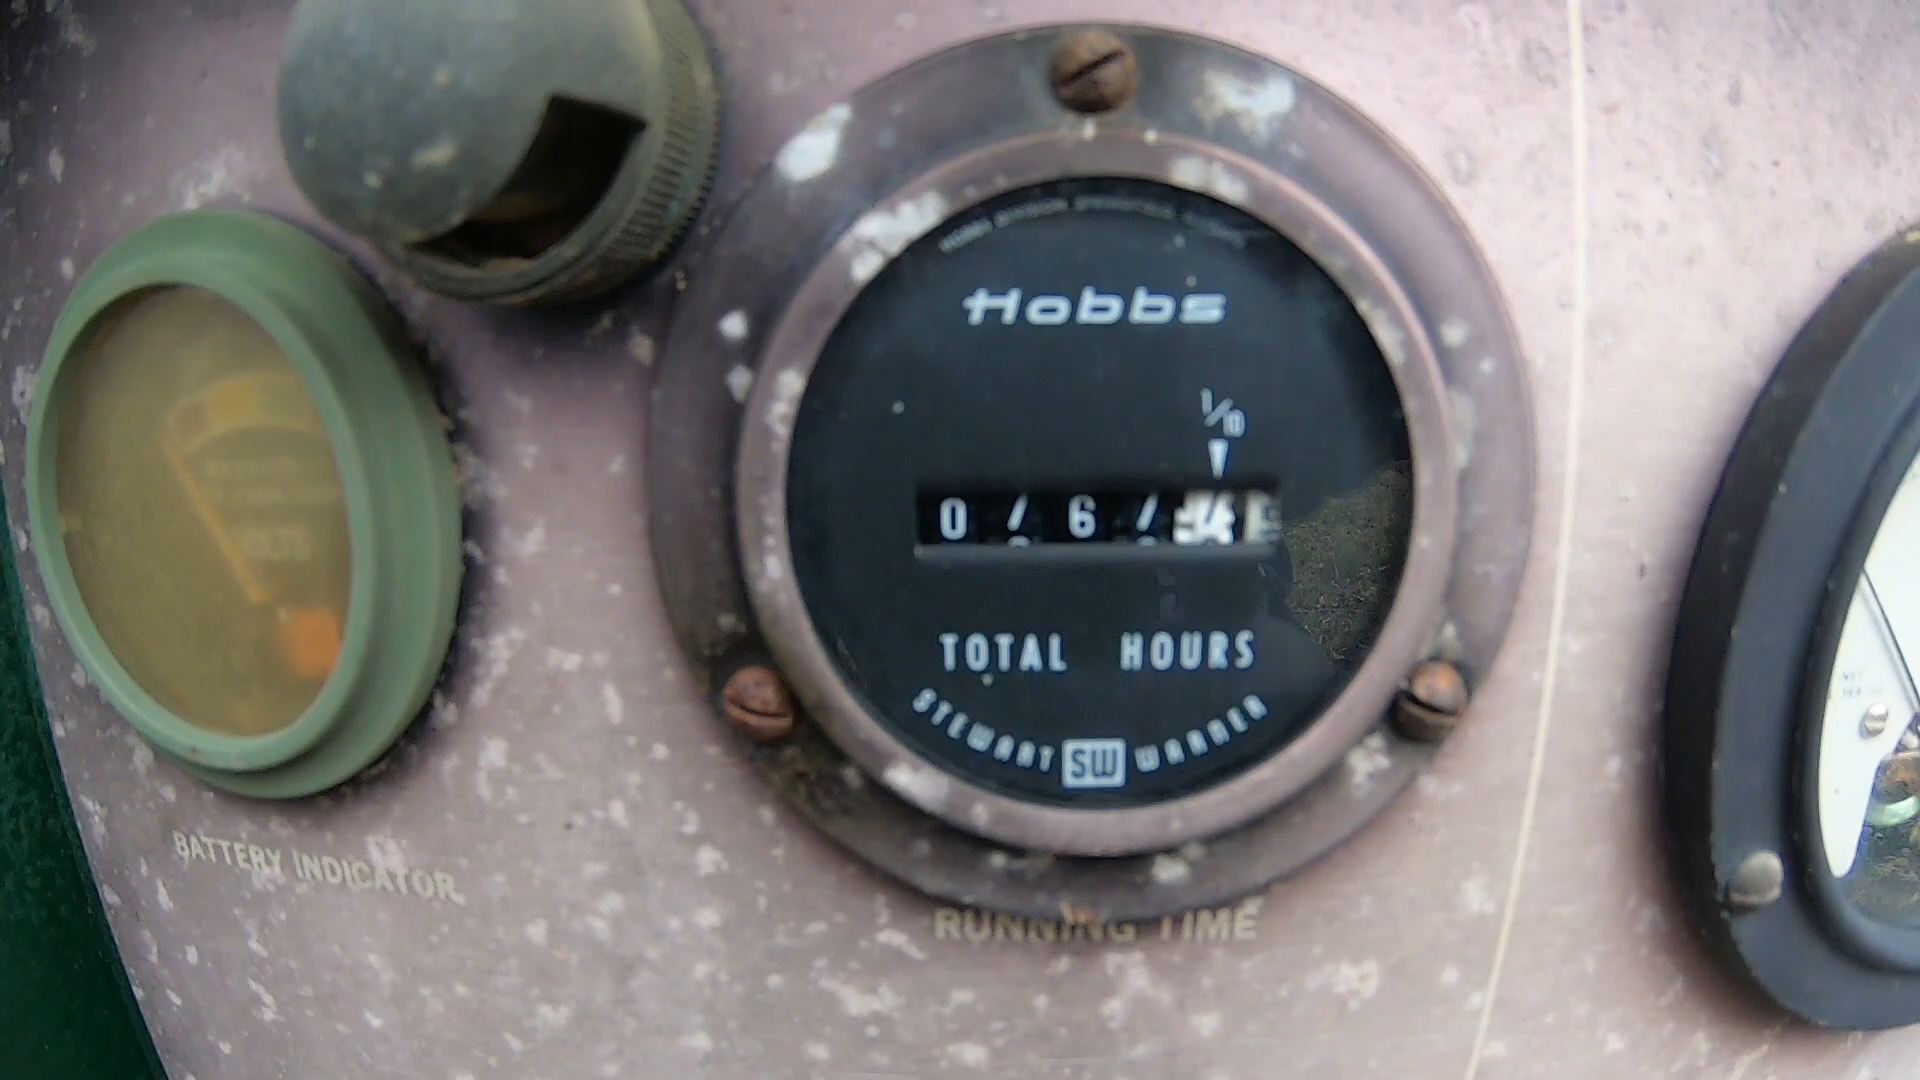 Hobbs
1/10
0 6
TOTAL HOURS
STEWART SW WARNER
BATTERY INDICATOR
RUNNING TIME